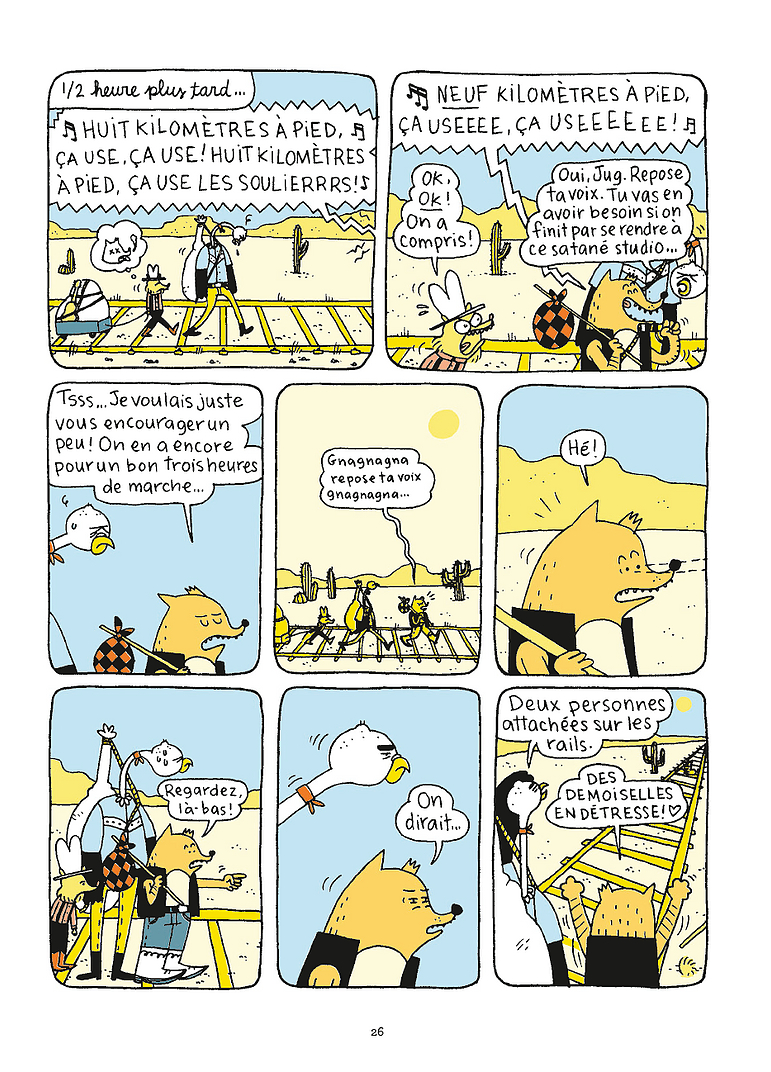 1/2 heure plus tard...
♫ HUIT KILOMÈTRES À PIED, ♫
ÇA USE, ÇA USE! HUIT KILOMÈTRES
À PIED, ÇA USE LES SOULIERRRS!♪
♫ NEUF KILOMÈTRES À PIED,
ÇA USEEEE, ÇA USEEEEEE! ♫
OK,
OK!
On a
compris!
Oui, Jug. Repose
ta voix. Tu vas en
avoir besoin si on
finit par se rendre à
ce satané studio...
Tsss... Je voulais juste
vous encourager un
peu! On en a encore
pour un bon trois heures
de marche...
Gnagnagna
repose ta voix
gnagnagna...
Hé!
Regardez,
là-bas!
On
dirait...
Deux personnes
attachées sur les
rails.
DES
DEMOISELLES
EN DÉTRESSE!♡
26